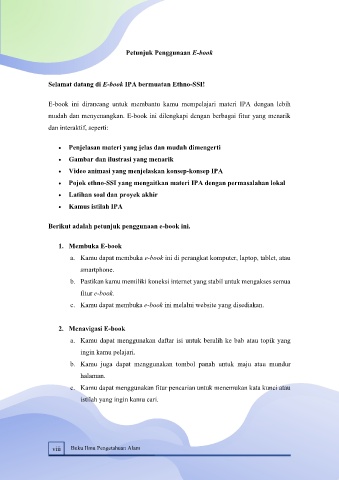 Petunjuk Penggunaan E-book
Selamat datang di E-book IPA bermuatan Ethno-SSI!
E-book ini dirancang untuk membantu kamu mempelajari materi IPA dengan lebih
mudah dan menyenangkan. E-book ini dilengkapi dengan berbagai fitur yang menarik
dan interaktif, seperti:
• Penjelasan materi yang jelas dan mudah dimengerti
• Gambar dan ilustrasi yang menarik
• Video animasi yang menjelaskan konsep-konsep IPA
• Pojok ethno-SSI yang mengaitkan materi IPA dengan permasalahan lokal
• Latihan soal dan proyek akhir
• Kamus istilah IPA
Berikut adalah petunjuk penggunaan e-book ini.
1. Membuka E-book
a. Kamu dapat membuka e-book ini di perangkat komputer, laptop, tablet, atau
smartphone.
b. Pastikan kamu memiliki koneksi internet yang stabil untuk mengakses semua
fitur e-book.
c. Kamu dapat membuka e-book ini melalui website yang disediakan.
2. Menavigasi E-book
a. Kamu dapat menggunakan daftar isi untuk beralih ke bab atau topik yang
ingin kamu pelajari.
b. Kamu juga dapat menggunakan tombol panah untuk maju atau mundur
halaman.
c. Kamu dapat menggunakan fitur pencarian untuk menemukan kata kunci atau
istilah yang ingin kamu cari.
viii Buku Ilmu Pengetahuan Alam